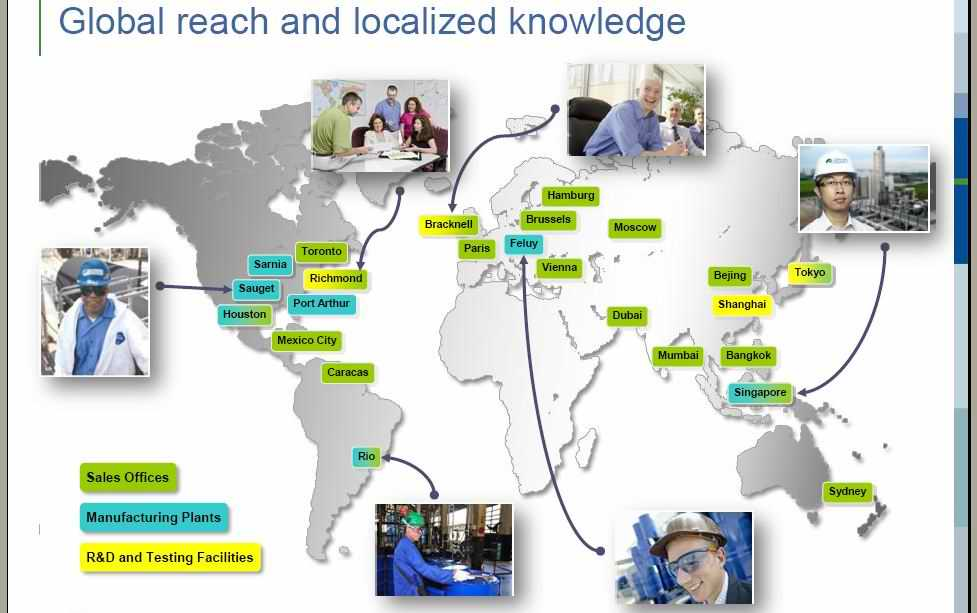 Global reach and localized knowledge
Hamburg
Bracknell
Brussels
Moscow
Paris
Feluy
Toronto
Sarnia
Vienna
Richmond
Bejing
Tokyo
Sauget
Port Arthur
Shanghai
Houston
Dubai
Mexico City
Mumbai
Bangkok
Caracas
Singapore
Rio
Sales Offices
Sydney
Manufacturing Plants
R&D and Testing Facilities